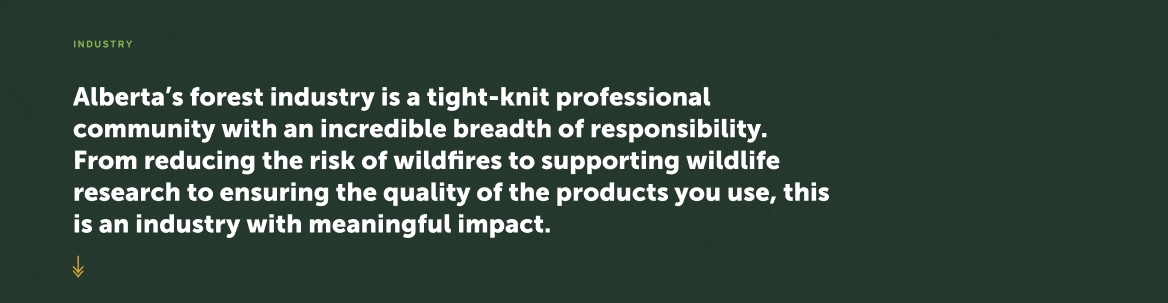 INDUSTRY
Alberta’s forest industry is a tight-knit professional
community with an incredible breadth of responsibility.
From reducing the risk of wildfires to supporting wildlife
research to ensuring the quality of the products you use, this
is an industry with meaningful impact.